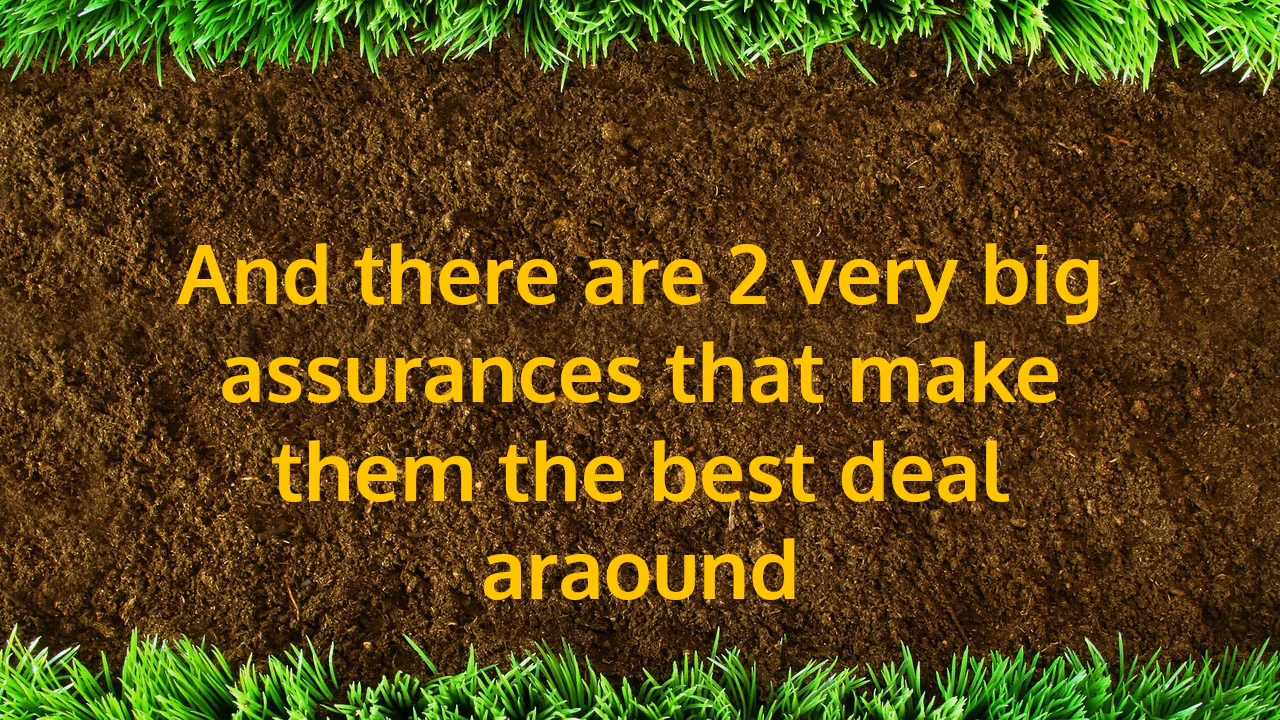 And there are 2 very big
assurances that make
them the best deal
araound